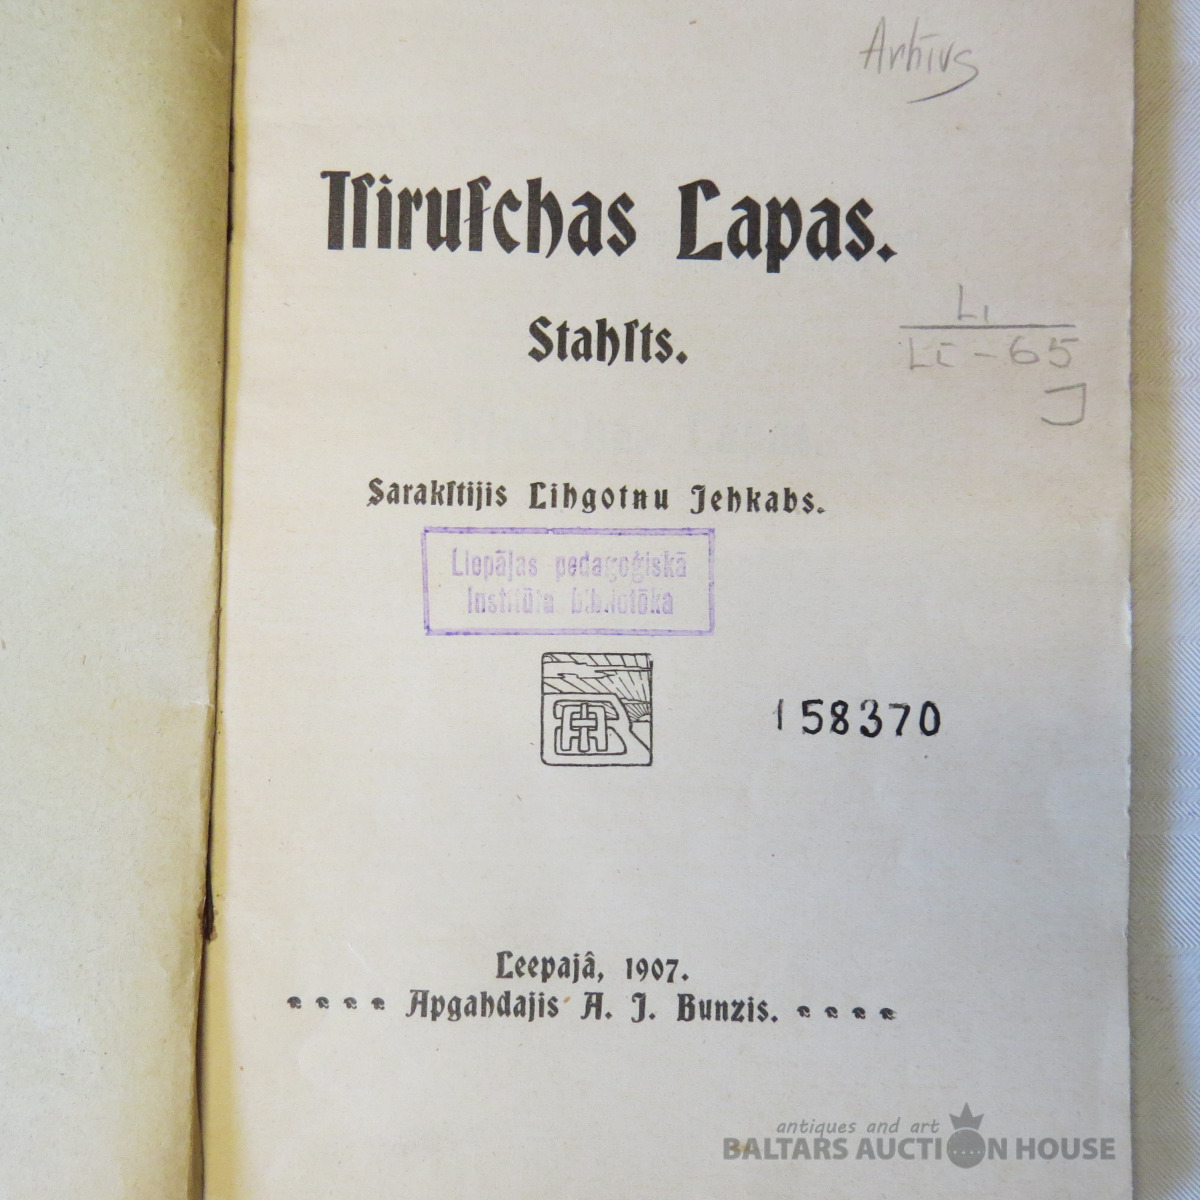 Arhīvs
Tſiruſchas Lapas.
Stahſts.
Li
Li - 65
Sarakſtijis Lihgotnu Jehkabs.
Liepājas pedagoģiskā
Institūta bibliotēka
158370
Leepajâ, 1907.
Apgahdajis A. J. Bunzis.
antiques and art
BALTARS AUCTION HOUSE